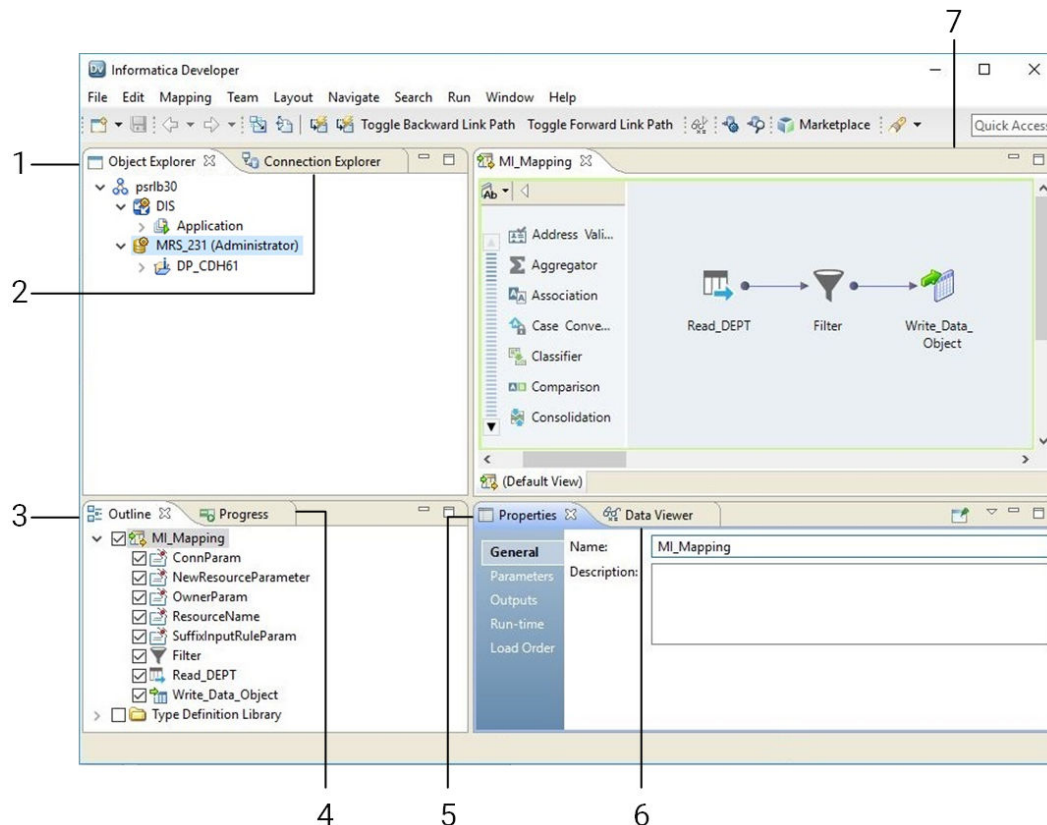 7
Informatica Developer
File Edit Mapping Team Layout Navigate Search Run Window Help
Toggle Backward Link Path Toggle Forward Link Path Marketplace Quick Access
1
Object Explorer Connection Explorer
psrlb30
DIS
Application
MRS_231 (Administrator)
DP_CDH61
2
MI_Mapping
Ab
Address Vali...
Aggregator
Association
Case Conve...
Classifier
Comparison
Consolidation
Read_DEPT
Filter
Write_Data_
Object
(Default View)
3
Outline Progress
MI_Mapping
ConnParam
NewResourceParameter
OwnerParam
ResourceName
SuffixInputRuleParam
Filter
Read_DEPT
Write_Data_Object
Type Definition Library
Properties Data Viewer
General
Parameters
Outputs
Run-time
Load Order
Name: MI_Mapping
Description:
4 5 6